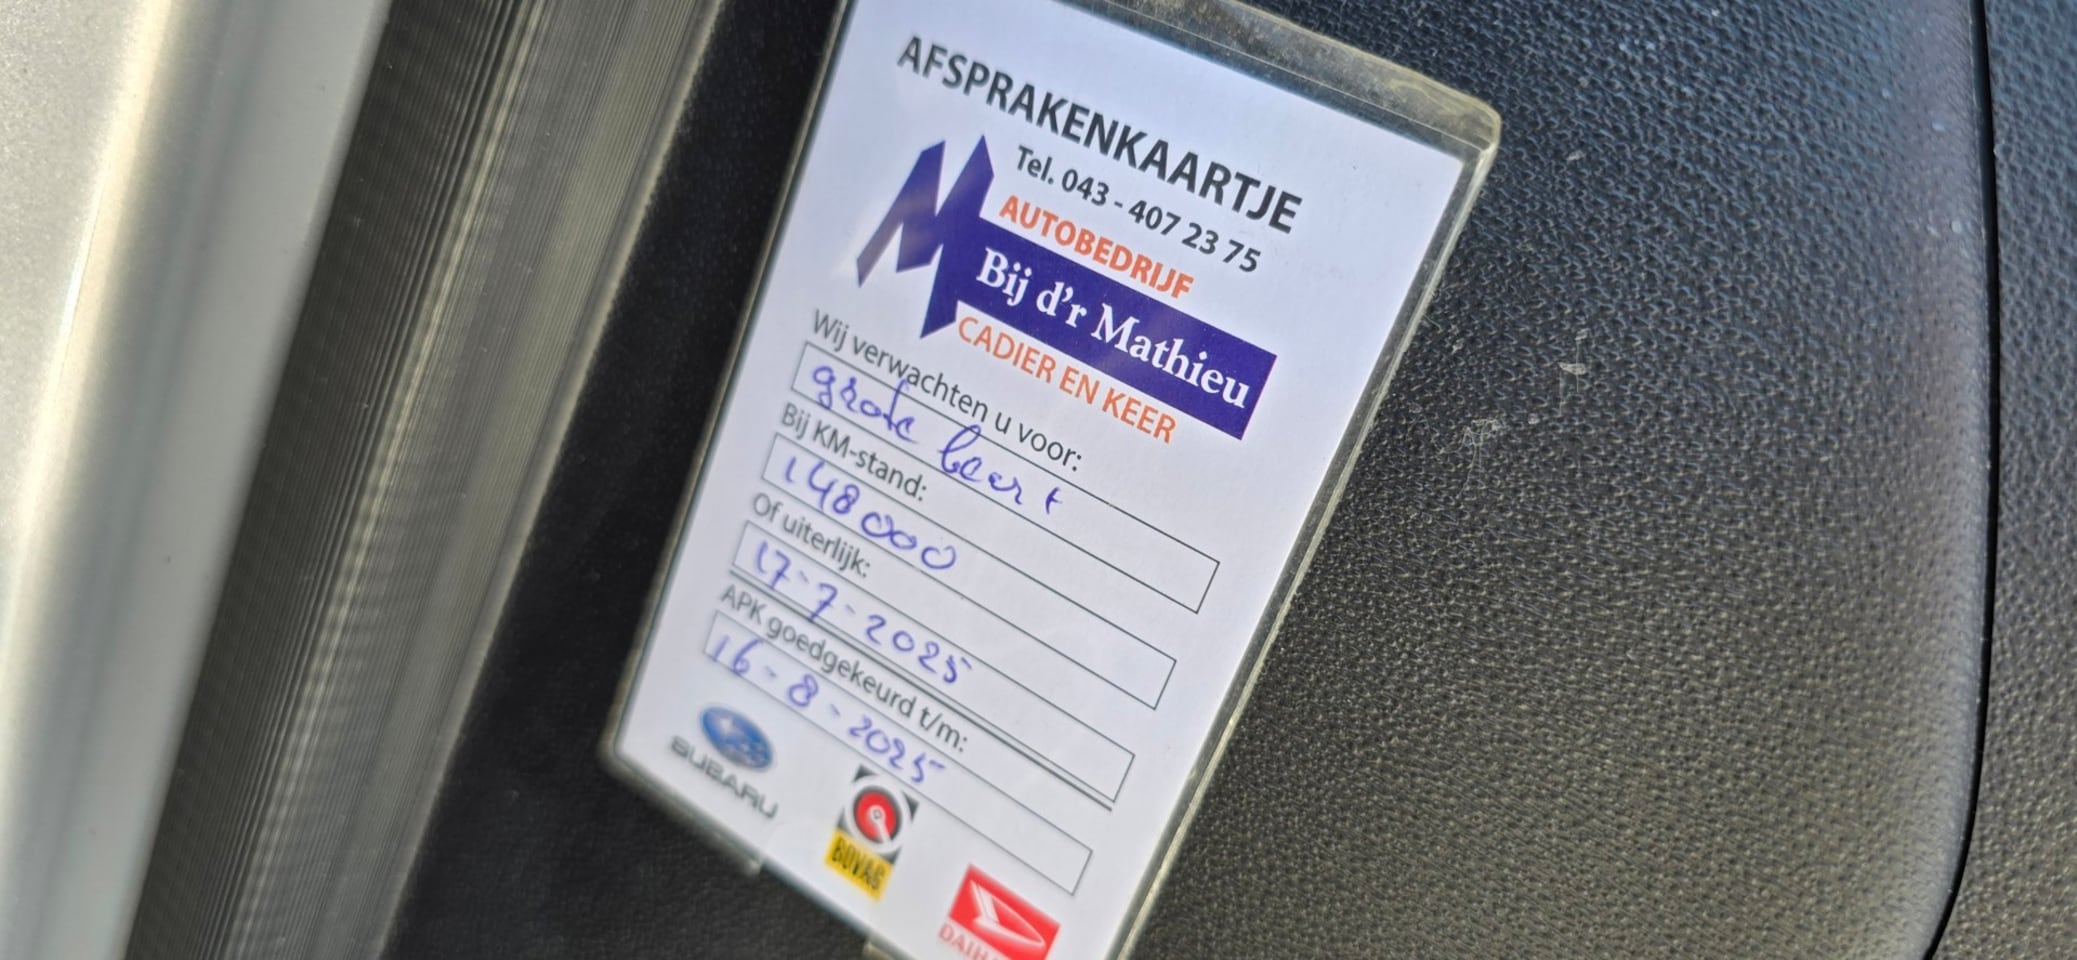 AFSPRAKENKAARTJE
Tel. 043 - 407 23 75
AUTOBEDRIJF
Bij d'r Mathieu
CADIER EN KEER
Wij verwachten u voor:
grote beurt
Bij KM-stand:
148000
Of uiterlijk:
17-7-2025
APK goedgekeurd t/m:
16-8-2025
SUBARU
BOVAG